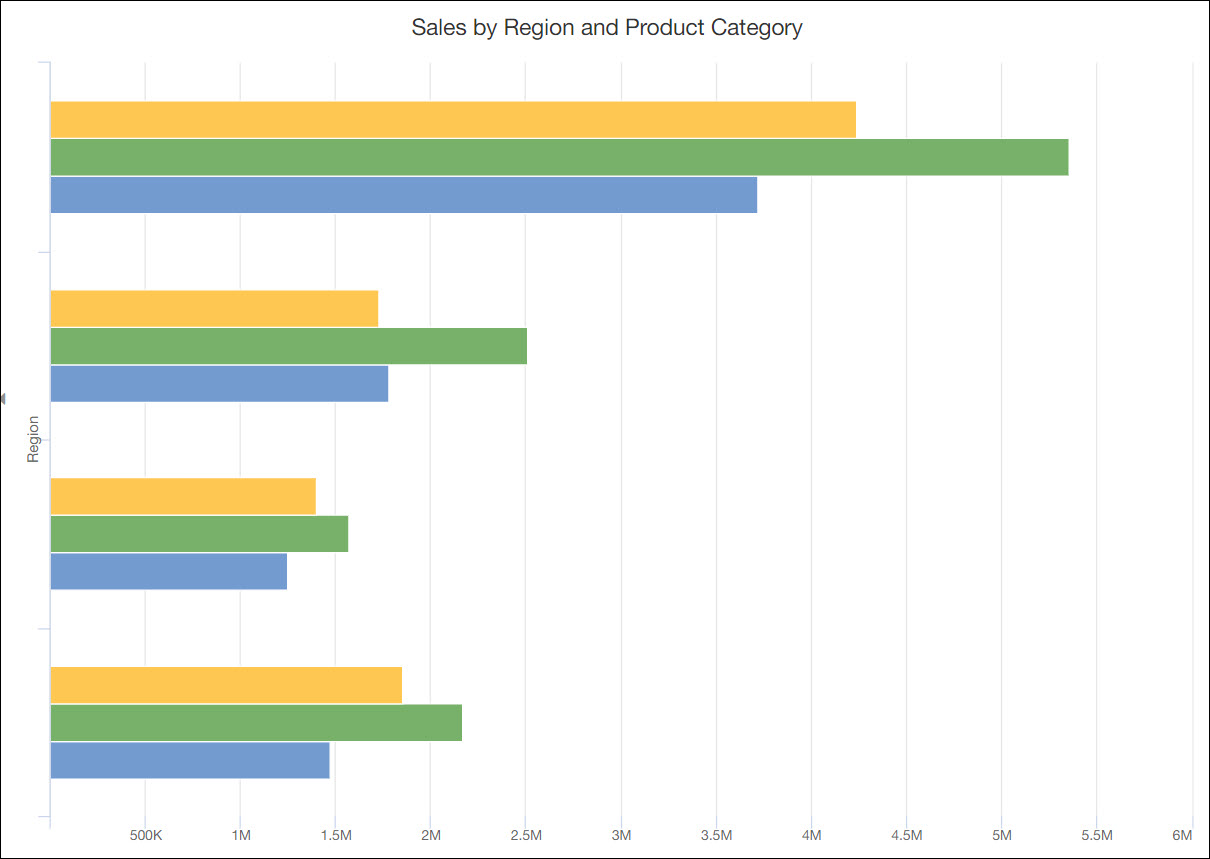 Sales by Region and Product Category
Region
500K
1M
1.5M
2M
2.5M
3M
3.5M
4M
4.5M
5M
5.5M
6M